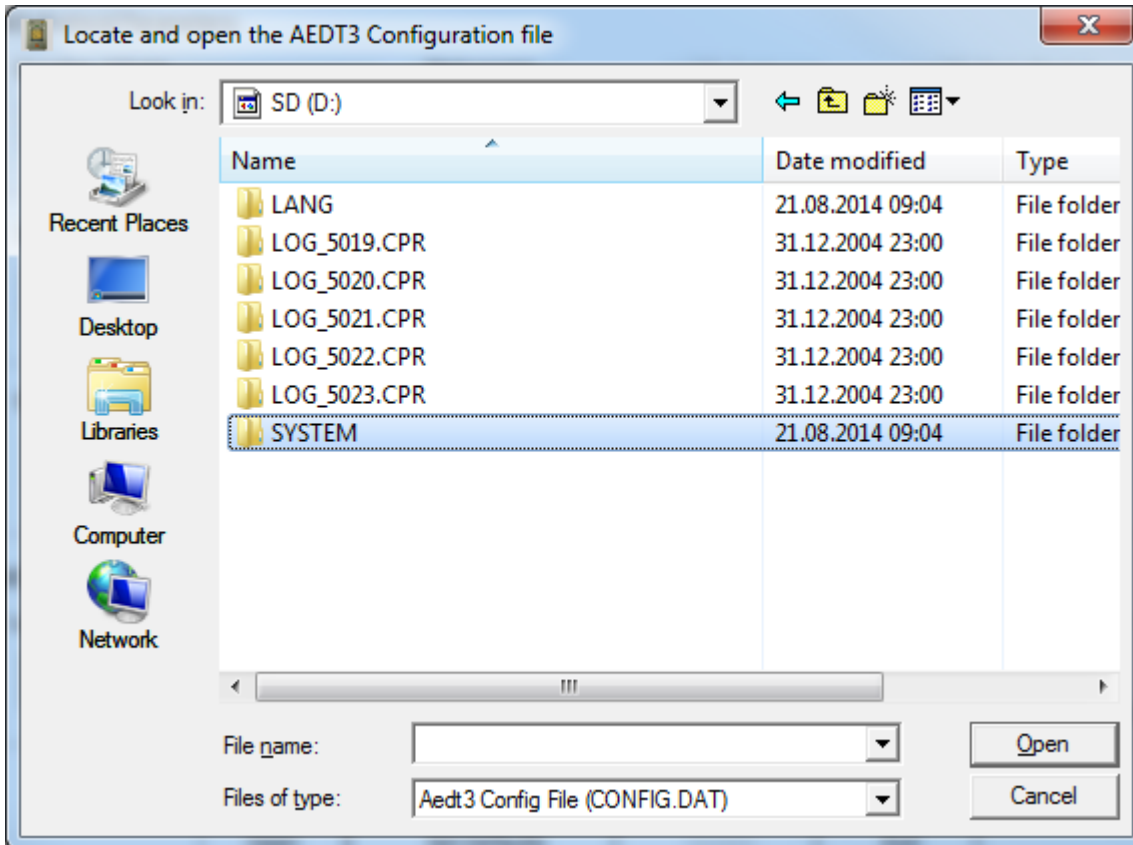 Locate and open the AEDT3 Configuration file
Look in: SD (D:)
Name Date modified Type
LANG 21.08.2014 09:04 File folder
LOG_5019.CPR 31.12.2004 23:00 File folder
LOG_5020.CPR 31.12.2004 23:00 File folder
LOG_5021.CPR 31.12.2004 23:00 File folder
LOG_5022.CPR 31.12.2004 23:00 File folder
LOG_5023.CPR 31.12.2004 23:00 File folder
SYSTEM 21.08.2014 09:04 File folder
Recent Places
Desktop
Libraries
Computer
Network
File name: Open
Files of type: Aedt3 Config File (CONFIG.DAT) Cancel